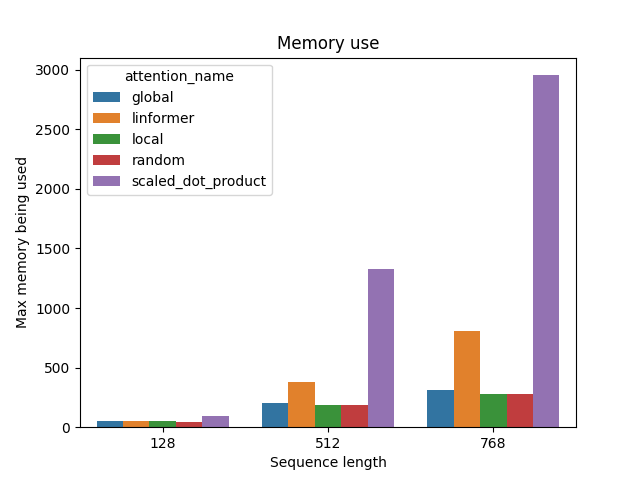 Memory use
attention_name
global
linformer
local
random
scaled_dot_product
Max memory being used
3000
2500
2000
1500
1000
500
0
128 512 768
Sequence length